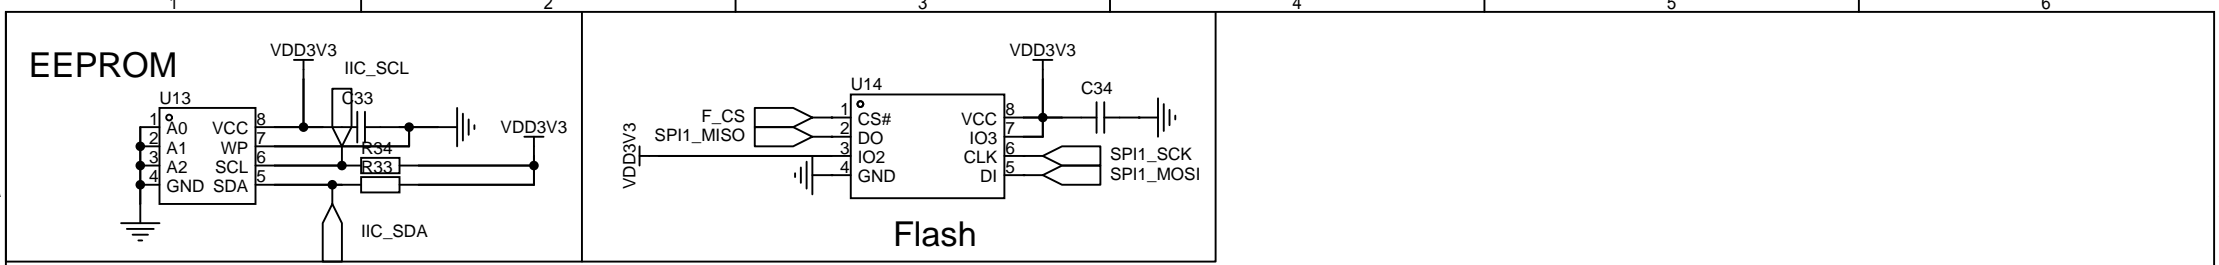 1 2 3 4 5 6
EEPROM
VDD3V3
IIC_SCL
U13
C33
1 A0 VCC 8
2 A1 WP 7
3 A2 SCL 6
4 GND SDA 5
R34
R33
VDD3V3
IIC_SDA
VDD3V3
U14
C34
F_CS
SPI1_MISO
VDD3V3
1 CS# VCC 8
2 DO IO3 7
3 IO2 CLK 6
4 GND DI 5
SPI1_SCK
SPI1_MOSI
Flash